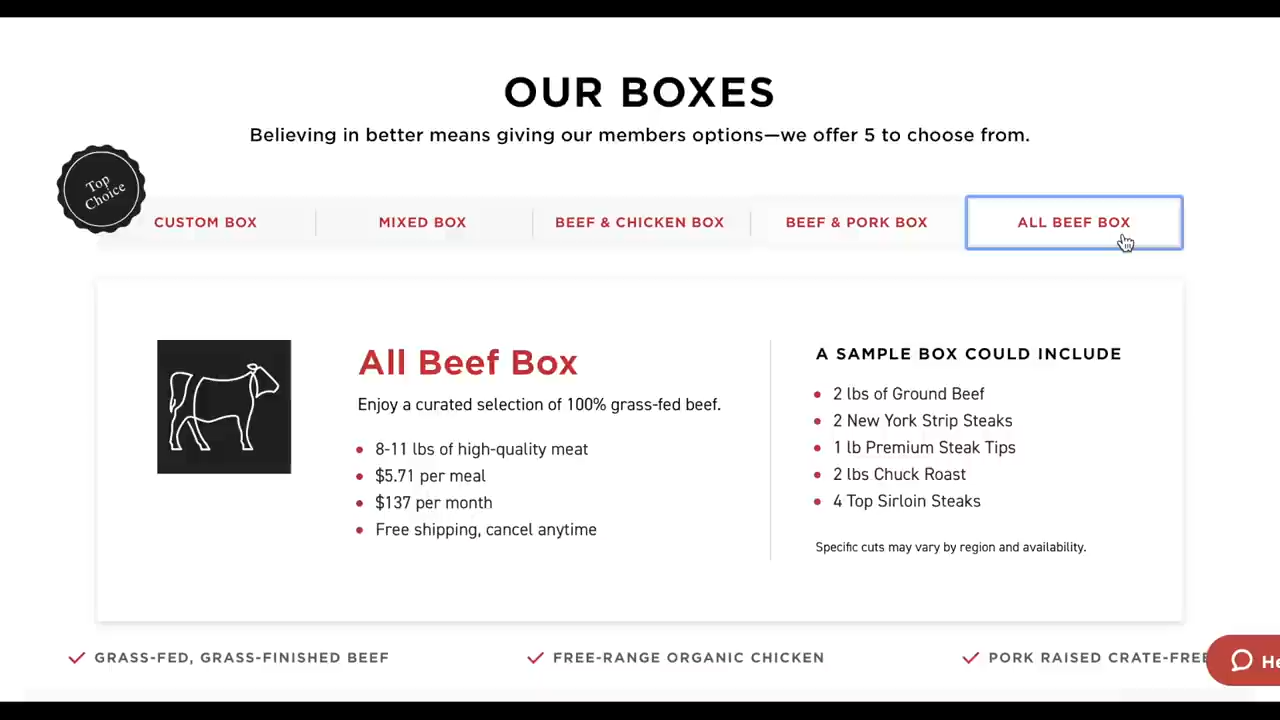 OUR BOXES
Believing in better means giving our members options—we offer 5 to choose from.
Top
Choice
CUSTOM BOX
MIXED BOX
BEEF & CHICKEN BOX
BEEF & PORK BOX
ALL BEEF BOX
All Beef Box
Enjoy a curated selection of 100% grass-fed beef.
8-11 lbs of high-quality meat
$5.71 per meal
$137 per month
Free shipping, cancel anytime
A SAMPLE BOX COULD INCLUDE
2 lbs of Ground Beef
2 New York Strip Steaks
1 lb Premium Steak Tips
2 lbs Chuck Roast
4 Top Sirloin Steaks
Specific cuts may vary by region and availability.
GRASS-FED, GRASS-FINISHED BEEF
FREE-RANGE ORGANIC CHICKEN
PORK RAISED CRATE-FREE
He